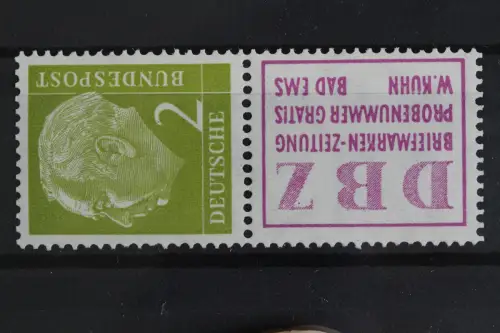 DEUTSCHE
BUNDESPOST
2
DBZ
BRIEFMARKEN-ZEITUNG
PROBENUMMER GRATIS
W.KUHN BAD EMS